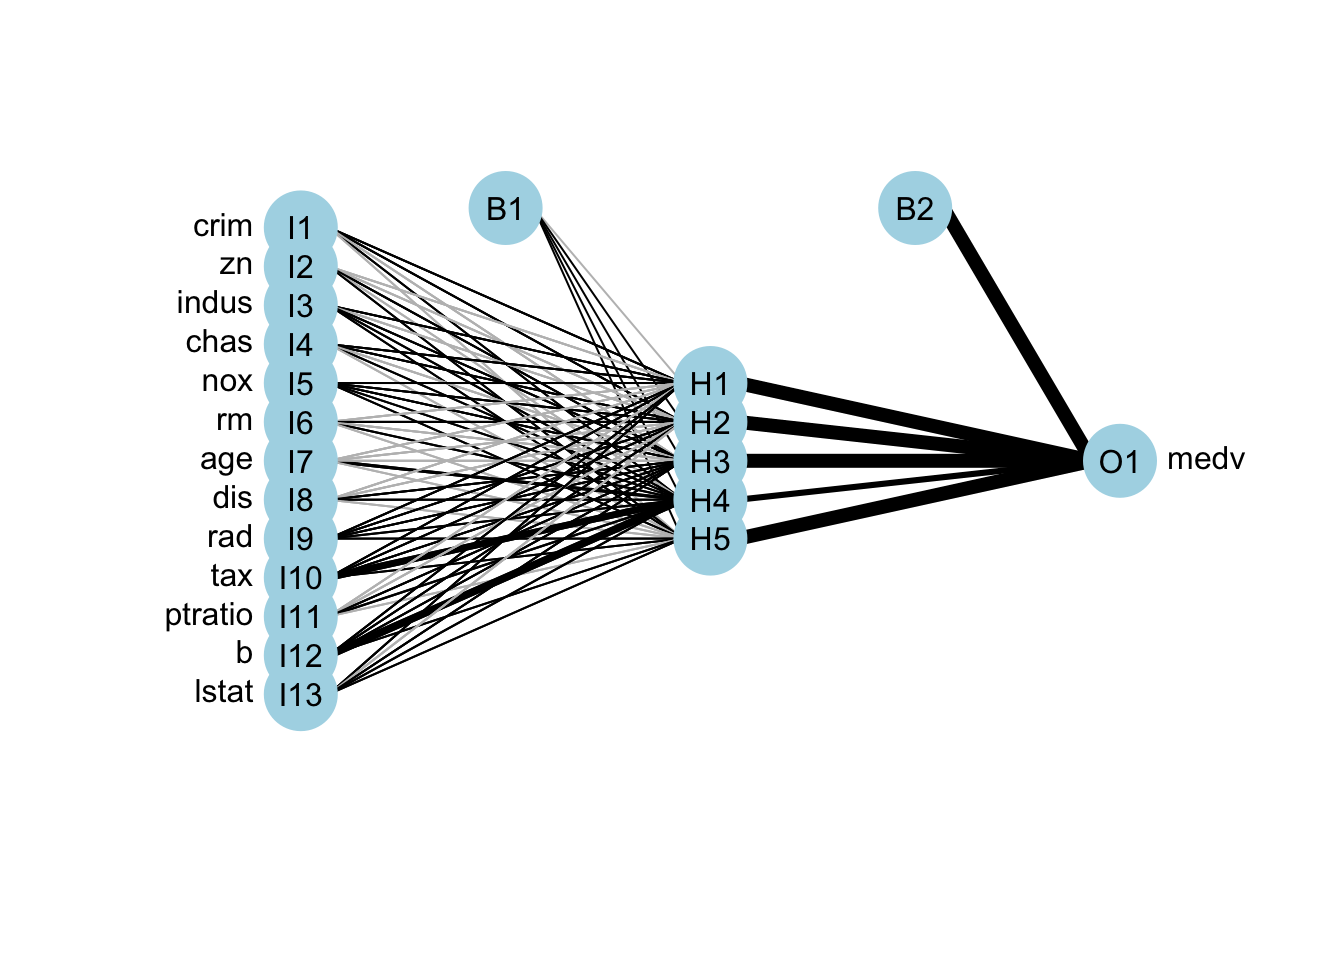 crim I1
zn I2
indus I3
chas I4
nox I5
rm I6
age I7
dis I8
rad I9
tax I10
ptratio I11
b I12
lstat I13
B1
H1
H2
H3
H4
H5
B2
O1 medv